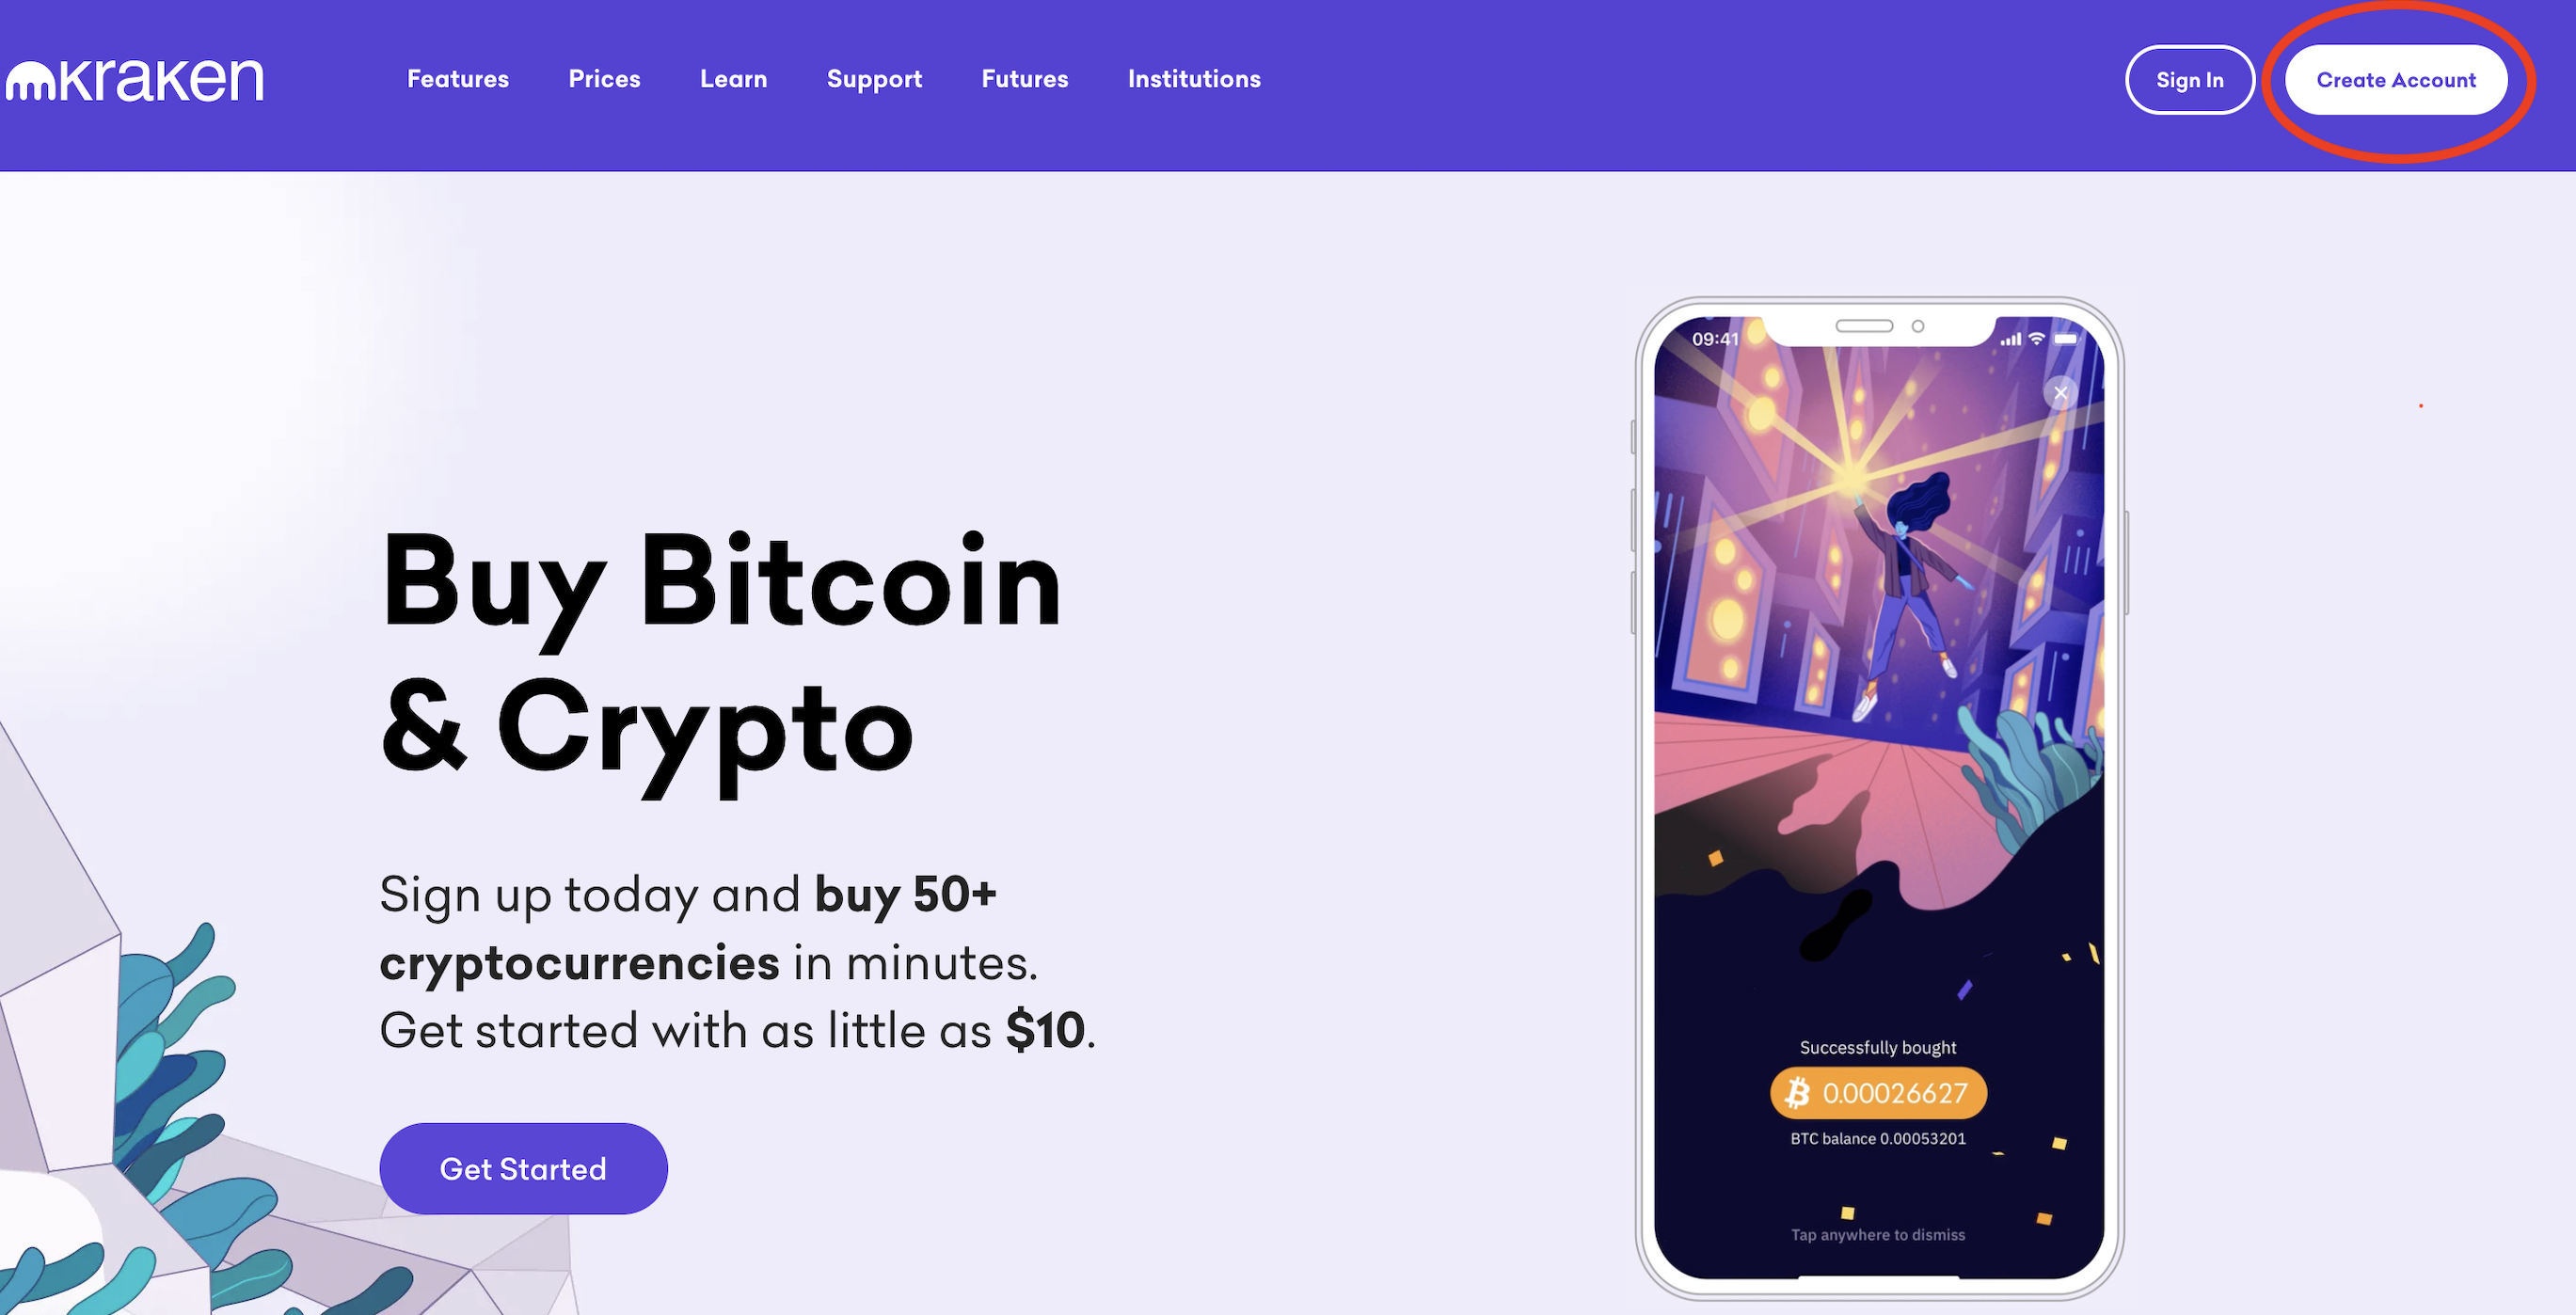 kraken
Features Prices Learn Support Futures Institutions
Sign In
Create Account
Buy Bitcoin
& Crypto
Sign up today and buy 50+
cryptocurrencies in minutes.
Get started with as little as $10.
Get Started
09:41
Successfully bought
0.00026627
BTC balance 0.00053201
Tap anywhere to dismiss